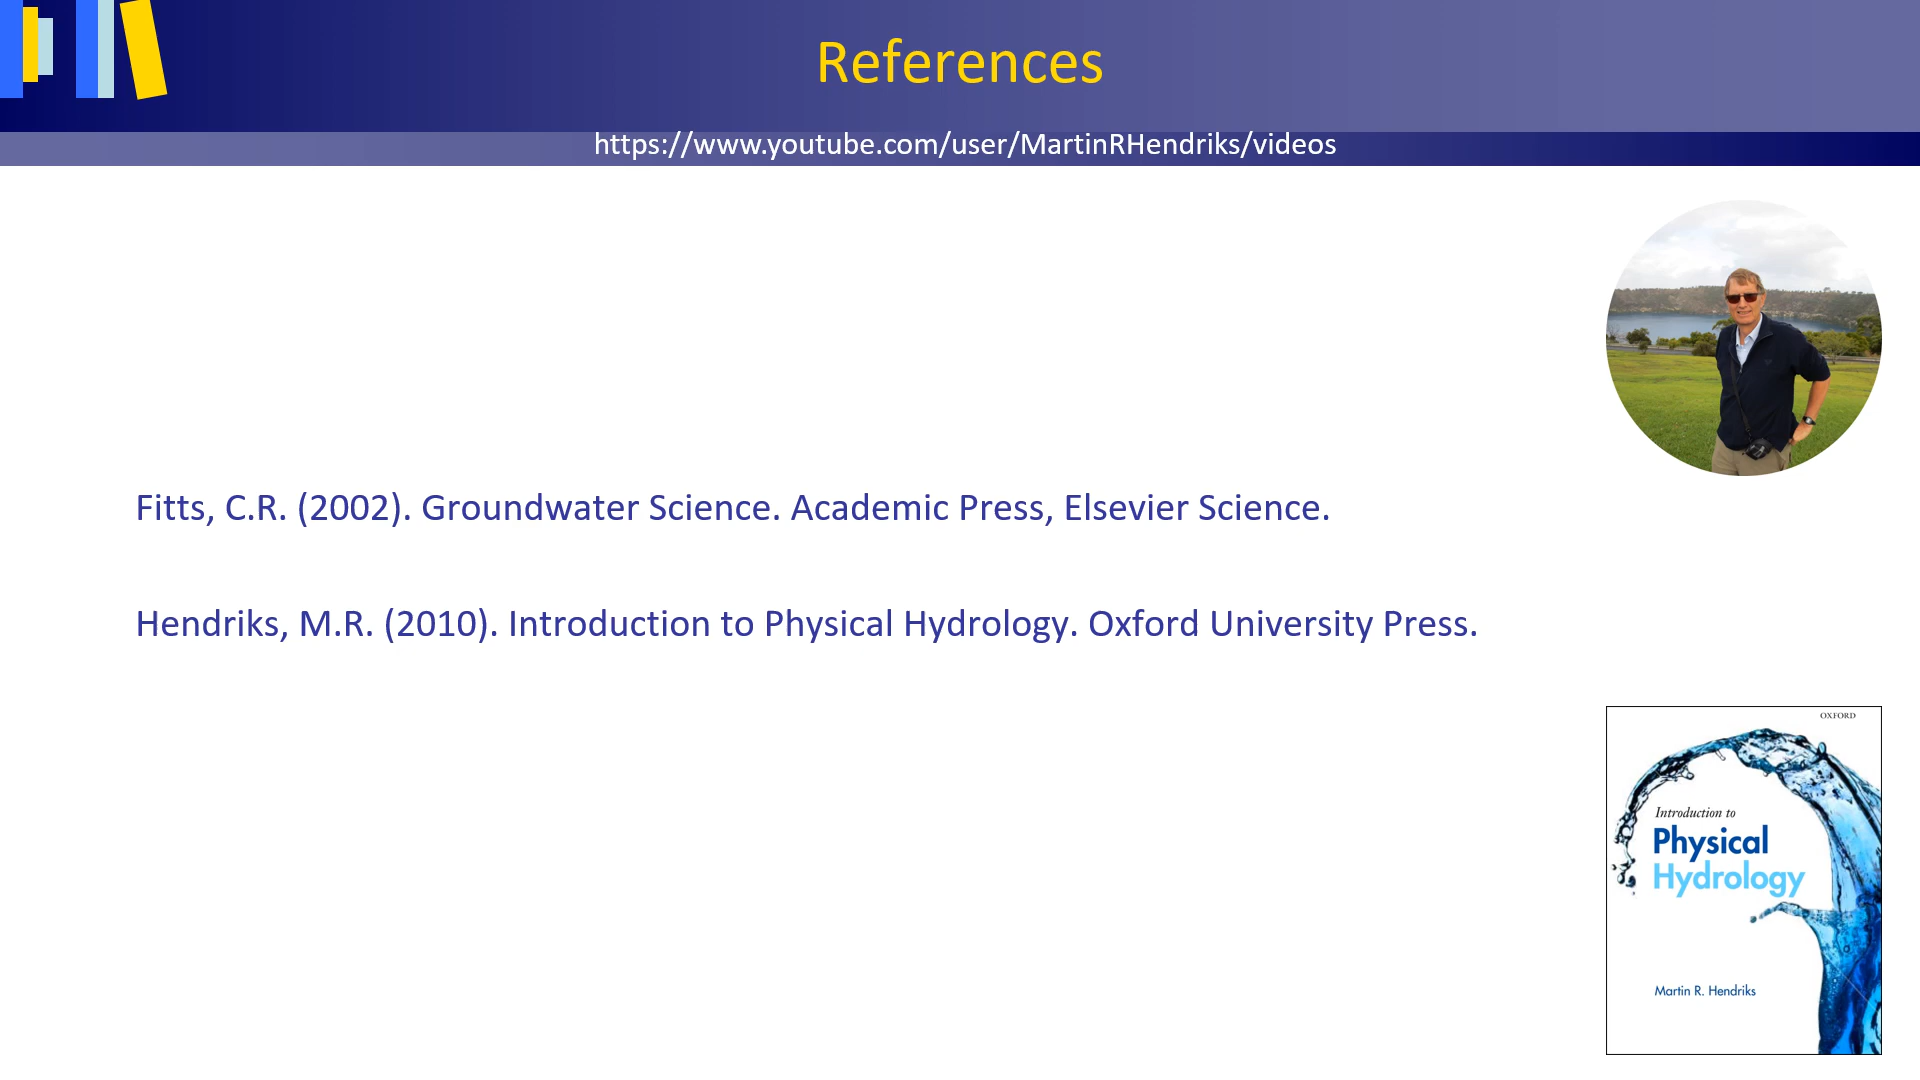 References
https://www.youtube.com/user/MartinRHendriks/videos
Fitts, C.R. (2002). Groundwater Science. Academic Press, Elsevier Science.
Hendriks, M.R. (2010). Introduction to Physical Hydrology. Oxford University Press.
OXFORD
Introduction to
Physical
Hydrology
Martin R. Hendriks